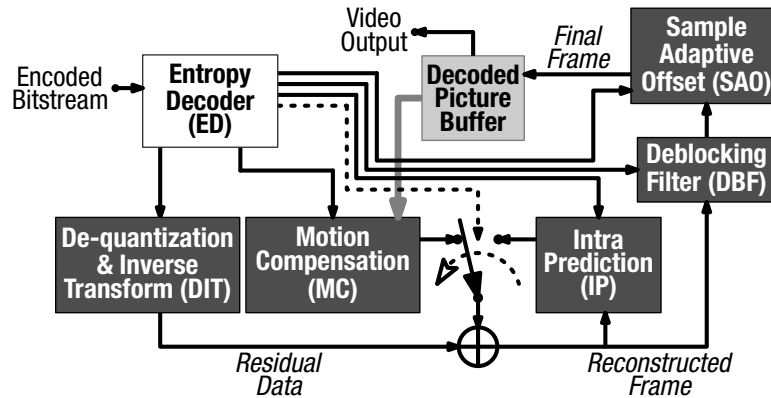 Video
Output
Final
Frame
Sample
Adaptive
Offset (SAO)
Encoded
Bitstream
Entropy
Decoder
(ED)
Decoded
Picture
Buffer
Deblocking
Filter (DBF)
De-quantization
& Inverse
Transform (DIT)
Motion
Compensation
(MC)
Intra
Prediction
(IP)
Residual
Data
Reconstructed
Frame